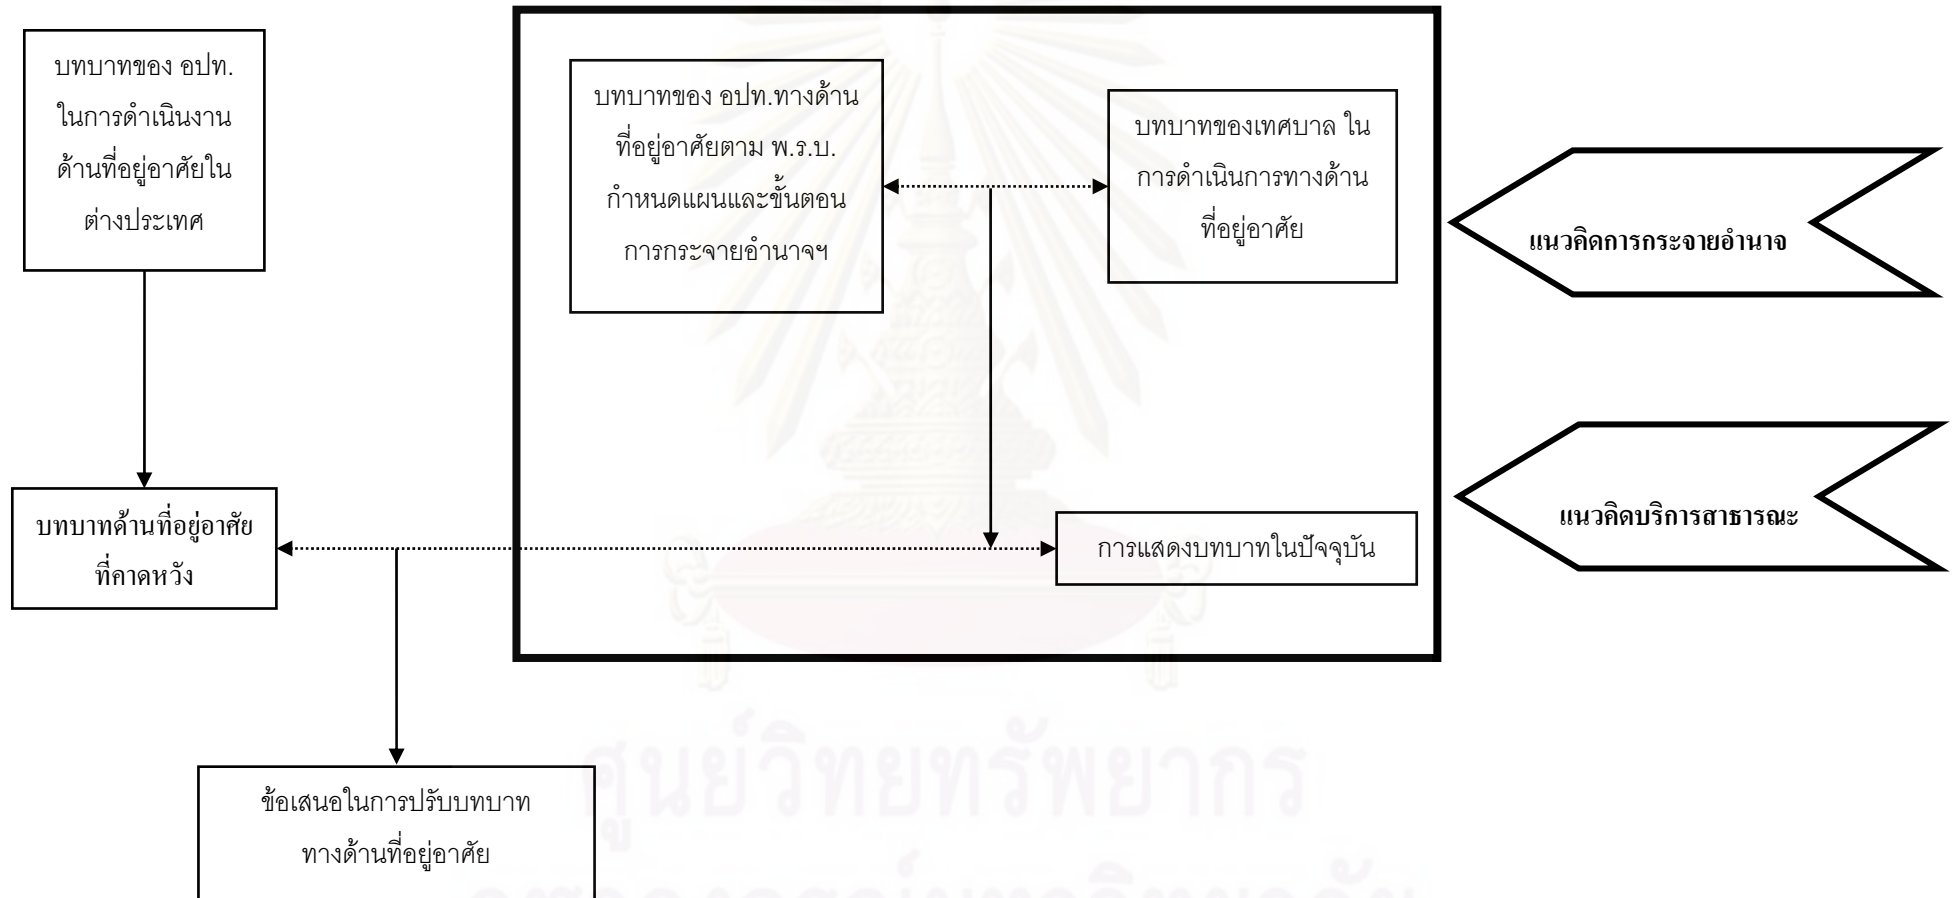 บทบาทของ อปท.
ในการดำเนินงาน
ด้านที่อยู่อาศัยใน
ต่างประเทศ
บทบาทของ อปท.ทางด้าน
ที่อยู่อาศัยตาม พ.ร.บ.
กำหนดแผนและขั้นตอน
การกระจายอำนาจฯ
บทบาทของเทศบาล ใน
การดำเนินการทางด้าน
ที่อยู่อาศัย
แนวคิดการกระจายอำนาจ
บทบาทด้านที่อยู่อาศัย
ที่คาดหวัง
การแสดงบทบาทในปัจจุบัน
แนวคิดบริการสาธารณะ
ข้อเสนอในการปรับบทบาท
ทางด้านที่อยู่อาศัย
ศูนย์วิทยทรัพยากร